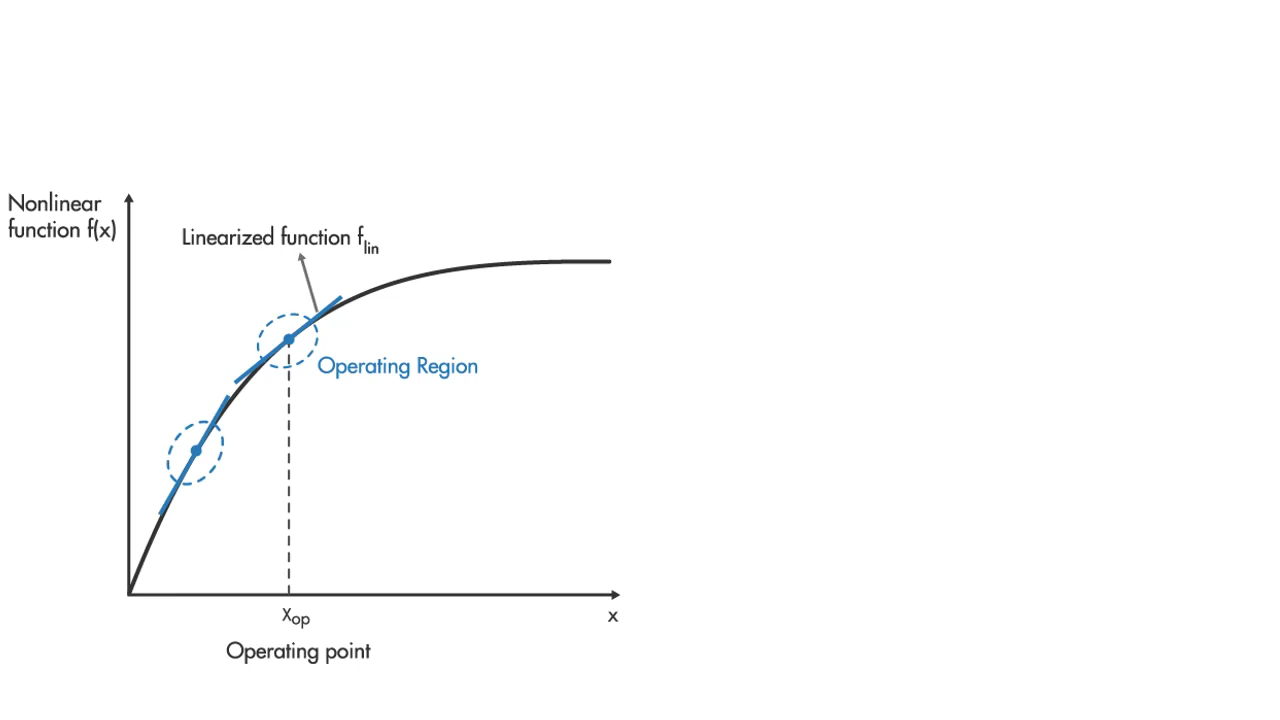 Nonlinear
function f(x)
Linearized function flin
Operating Region
Xop
x
Operating point